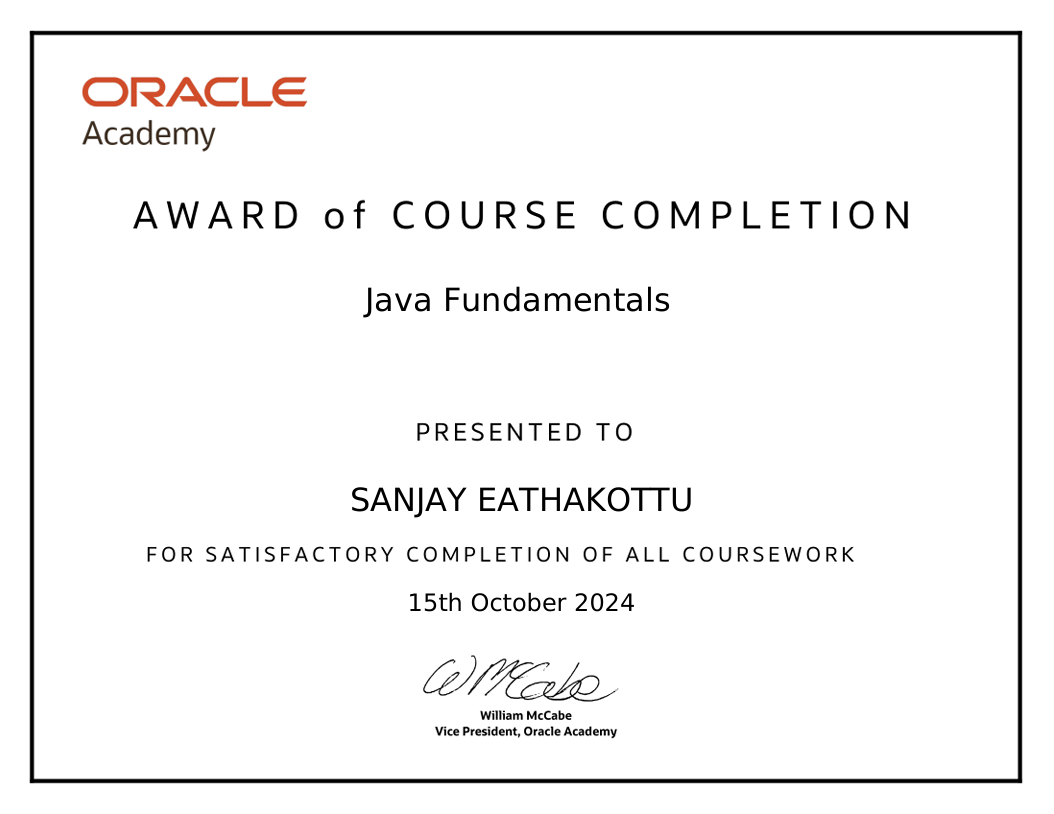 ORACLE
Academy
AWARD of COURSE COMPLETION
Java Fundamentals
PRESENTED TO
SANJAY EATHAKOTTU
FOR SATISFACTORY COMPLETION OF ALL COURSEWORK
15th October 2024
W McCabe
William McCabe
Vice President, Oracle Academy